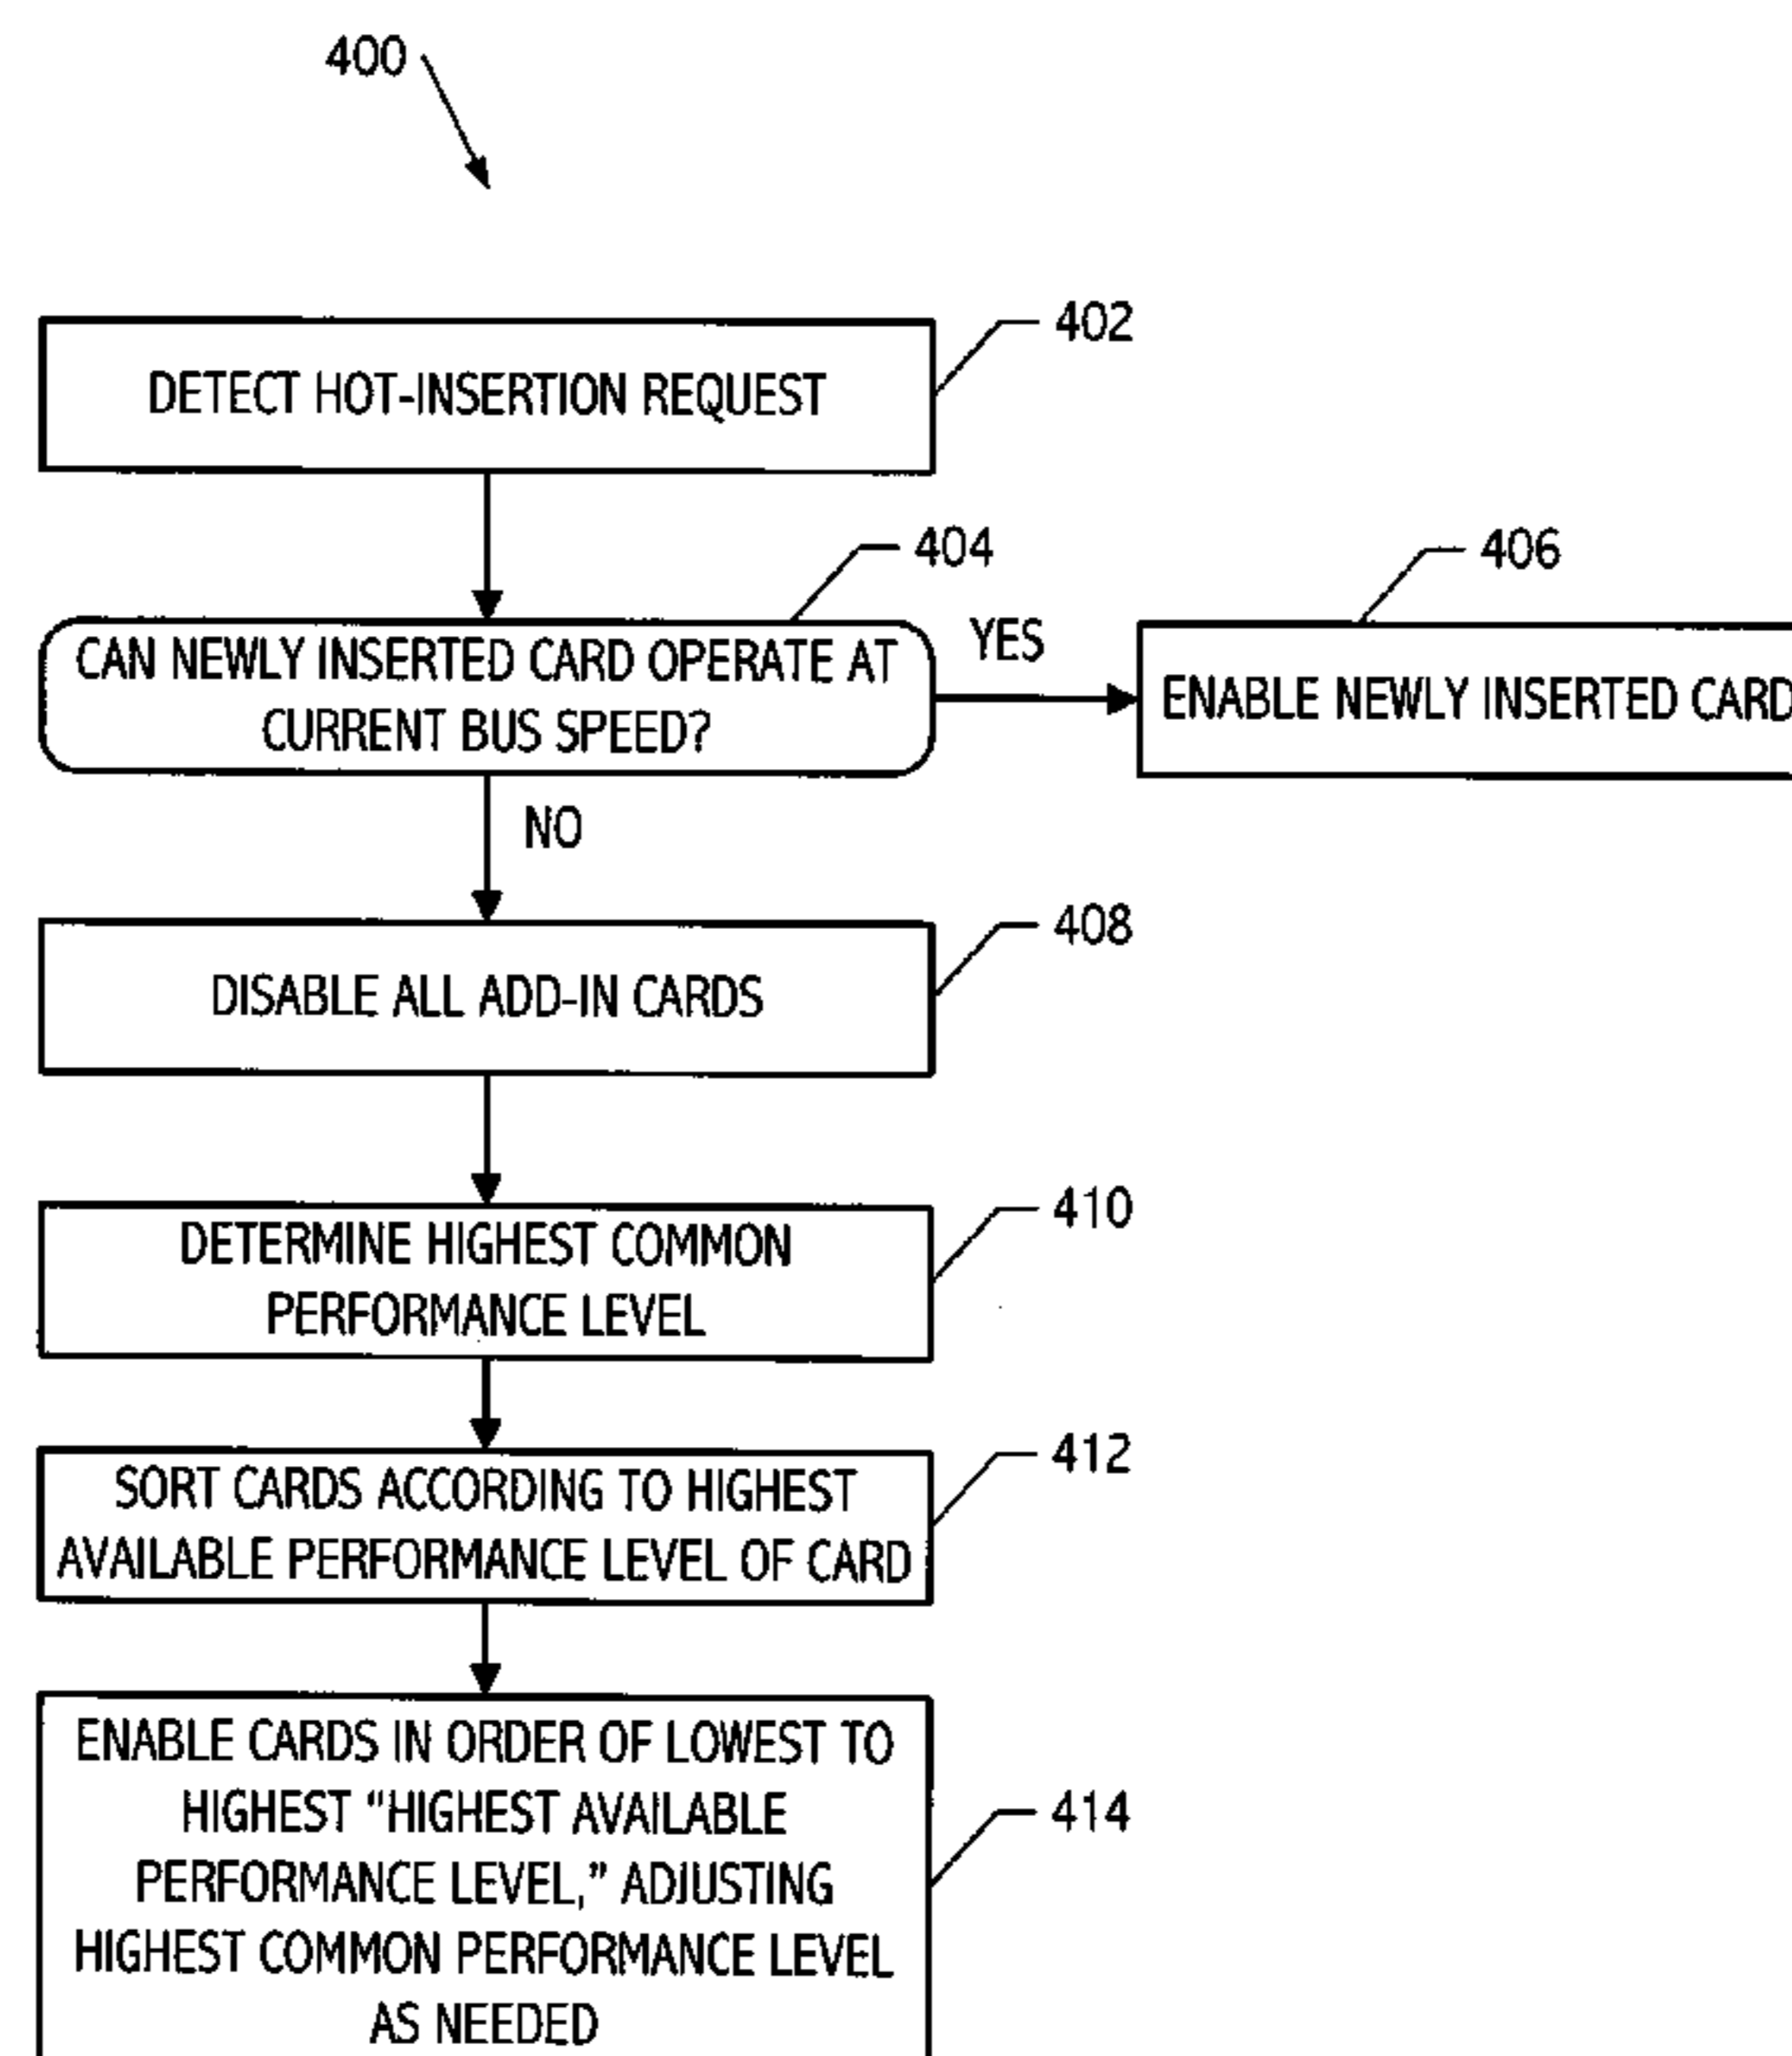 400
402
DETECT HOT-INSERTION REQUEST
404
406
CAN NEWLY INSERTED CARD OPERATE AT
CURRENT BUS SPEED?
YES
ENABLE NEWLY INSERTED CARD
NO
408
DISABLE ALL ADD-IN CARDS
410
DETERMINE HIGHEST COMMON
PERFORMANCE LEVEL
412
SORT CARDS ACCORDING TO HIGHEST
AVAILABLE PERFORMANCE LEVEL OF CARD
414
ENABLE CARDS IN ORDER OF LOWEST TO
HIGHEST “HIGHEST AVAILABLE
PERFORMANCE LEVEL,” ADJUSTING
HIGHEST COMMON PERFORMANCE LEVEL
AS NEEDED